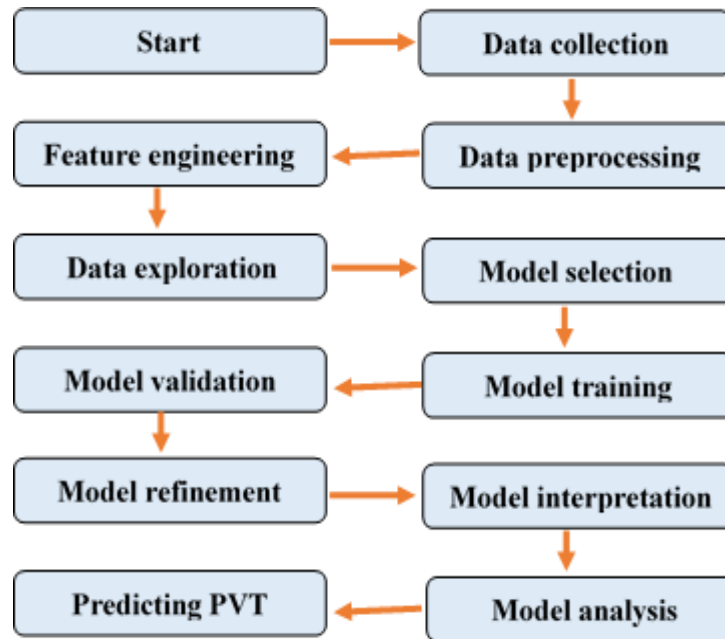 Start
Data collection
Data preprocessing
Feature engineering
Data exploration
Model selection
Model training
Model validation
Model refinement
Model interpretation
Model analysis
Predicting PVT